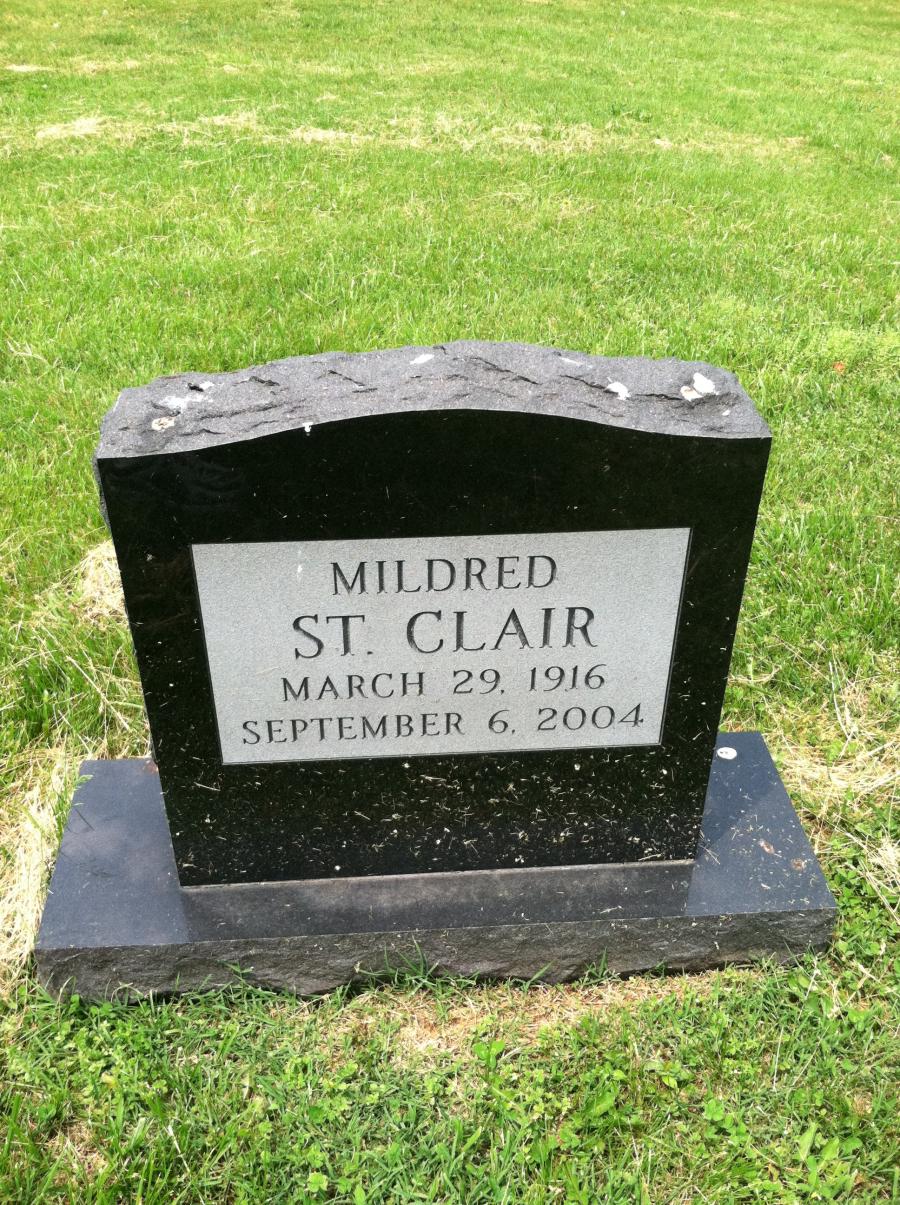 MILDRED
ST. CLAIR
MARCH 29, 1916
SEPTEMBER 6, 2004